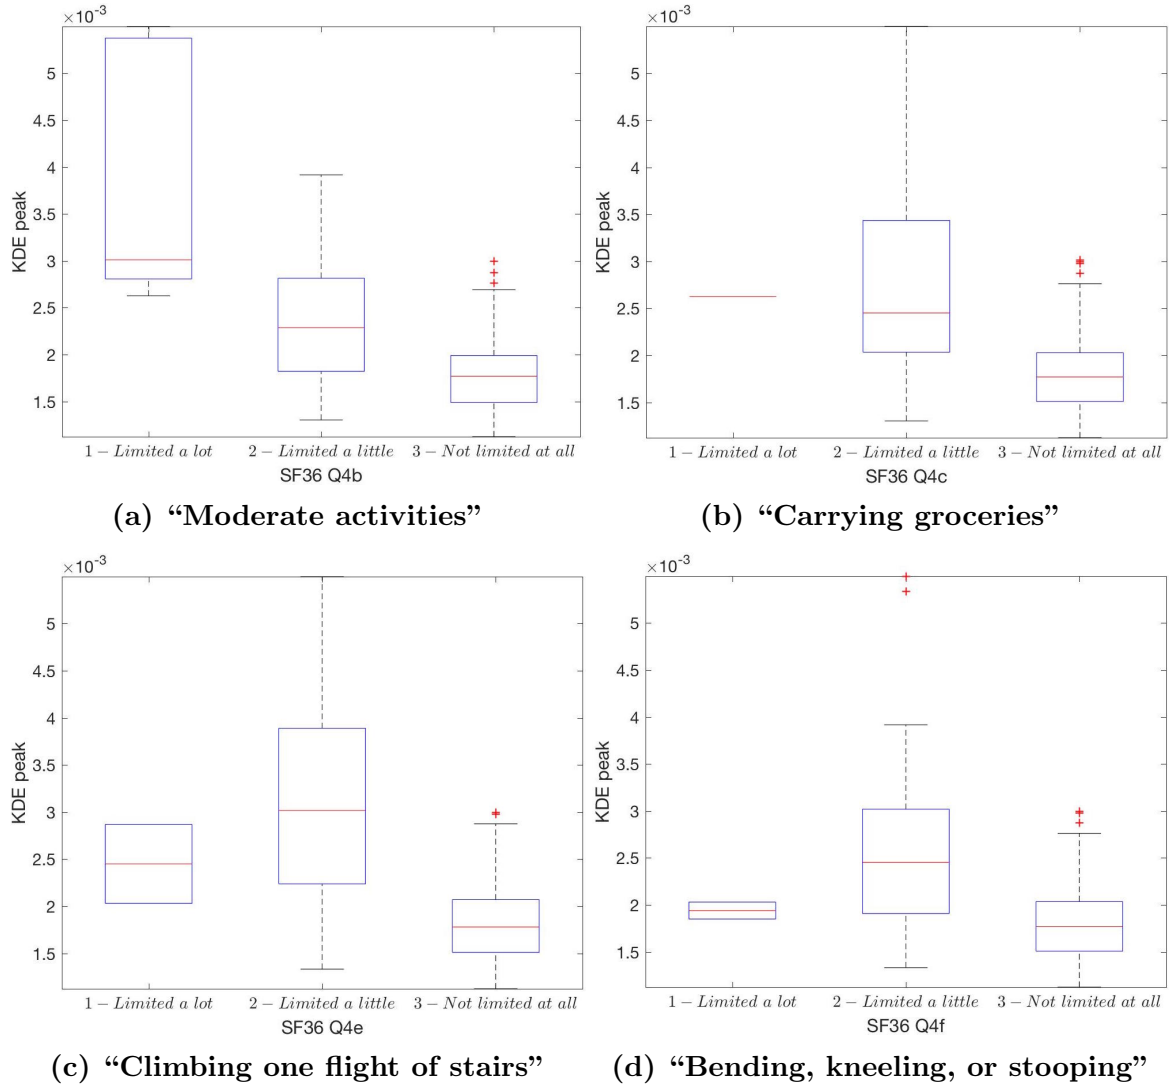 ×10⁻³
5
4.5
4
3.5
3
2.5
2
1.5
KDE peak
1 − Limited a lot 2 − Limited a little 3 − Not limited at all
SF36 Q4b
(a) “Moderate activities”
×10⁻³
5
4.5
4
3.5
3
2.5
2
1.5
KDE peak
1 − Limited a lot 2 − Limited a little 3 − Not limited at all
SF36 Q4c
(b) “Carrying groceries”
×10⁻³
5
4.5
4
3.5
3
2.5
2
1.5
KDE peak
1 − Limited a lot 2 − Limited a little 3 − Not limited at all
SF36 Q4e
(c) “Climbing one flight of stairs”
×10⁻³
5
4.5
4
3.5
3
2.5
2
1.5
KDE peak
1 − Limited a lot 2 − Limited a little 3 − Not limited at all
SF36 Q4f
(d) “Bending, kneeling, or stooping”